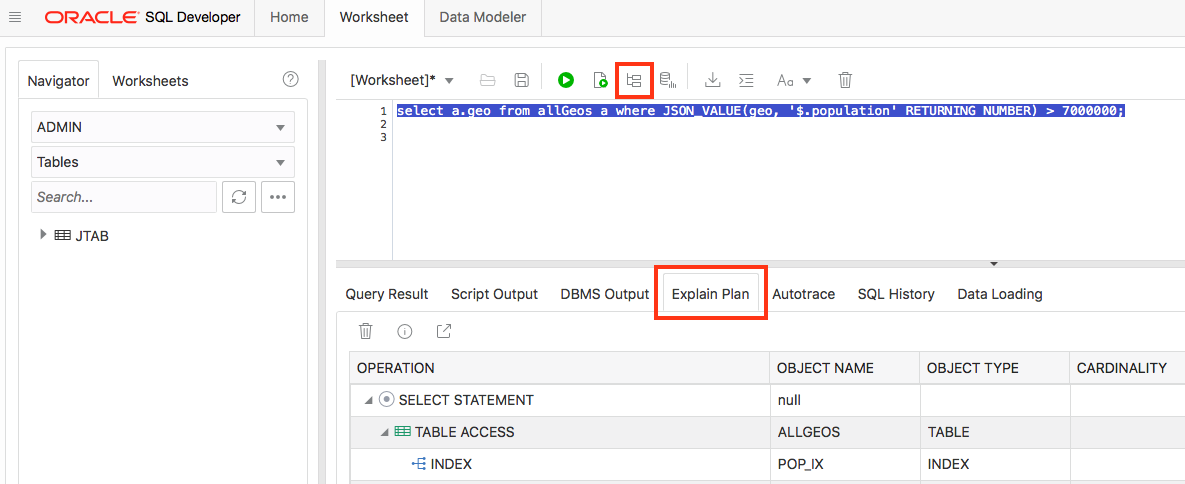 ORACLE SQL Developer Home Worksheet Data Modeler
Navigator Worksheets
ADMIN
Tables
Search...
JTAB
[Worksheet]*
Aa
1 select a.geo from allGeos a where JSON_VALUE(geo, '$.population' RETURNING NUMBER) > 7000000;
2
3
Query Result Script Output DBMS Output Explain Plan Autotrace SQL History Data Loading
OPERATION OBJECT NAME OBJECT TYPE CARDINALITY
SELECT STATEMENT null
TABLE ACCESS ALLGEOS TABLE
INDEX POP_IX INDEX